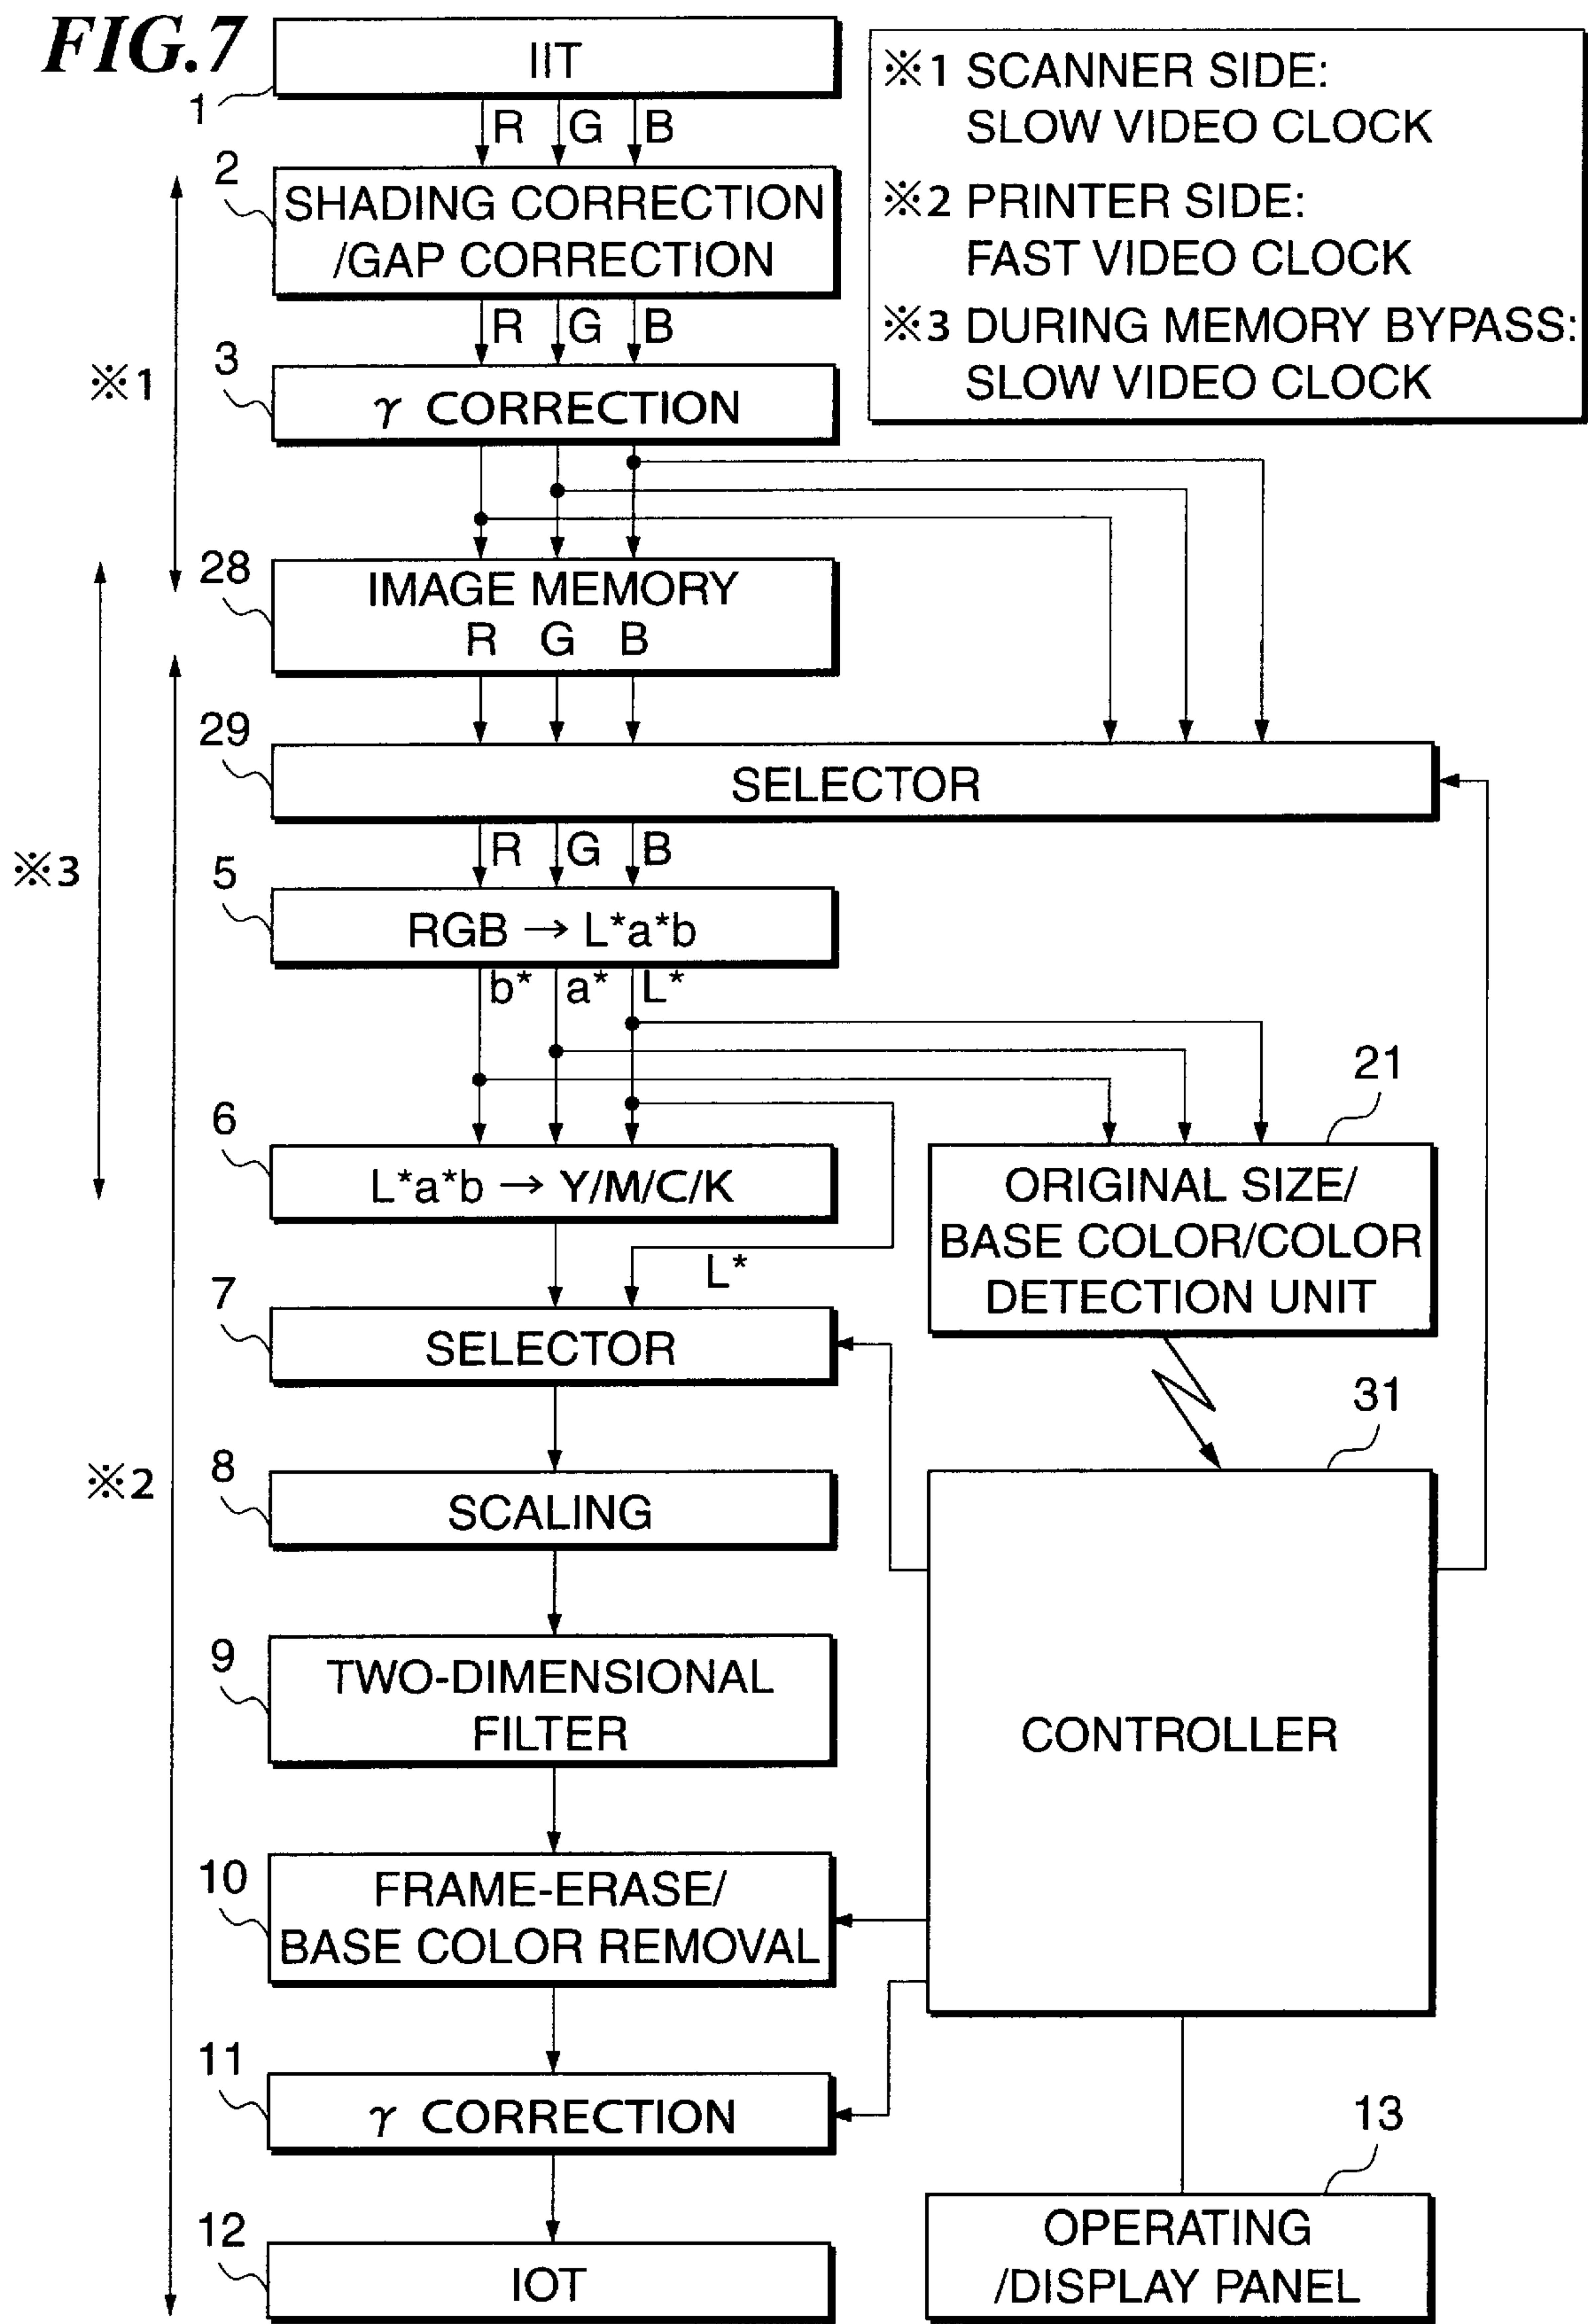 FIG.7
IIT
1
R G B
※1 SCANNER SIDE:
SLOW VIDEO CLOCK
※2 PRINTER SIDE:
FAST VIDEO CLOCK
※3 DURING MEMORY BYPASS:
SLOW VIDEO CLOCK
2
SHADING CORRECTION
/GAP CORRECTION
R G B
※1
3
γ CORRECTION
28
IMAGE MEMORY
R G B
29
SELECTOR
R G B
※3
5
RGB → L*a*b
b* a* L*
21
ORIGINAL SIZE/
BASE COLOR/COLOR
DETECTION UNIT
6
L*a*b → Y/M/C/K
L*
7
SELECTOR
31
CONTROLLER
※2
8
SCALING
9
TWO-DIMENSIONAL
FILTER
10
FRAME-ERASE/
BASE COLOR REMOVAL
11
γ CORRECTION
13
OPERATING
/DISPLAY PANEL
12
IOT